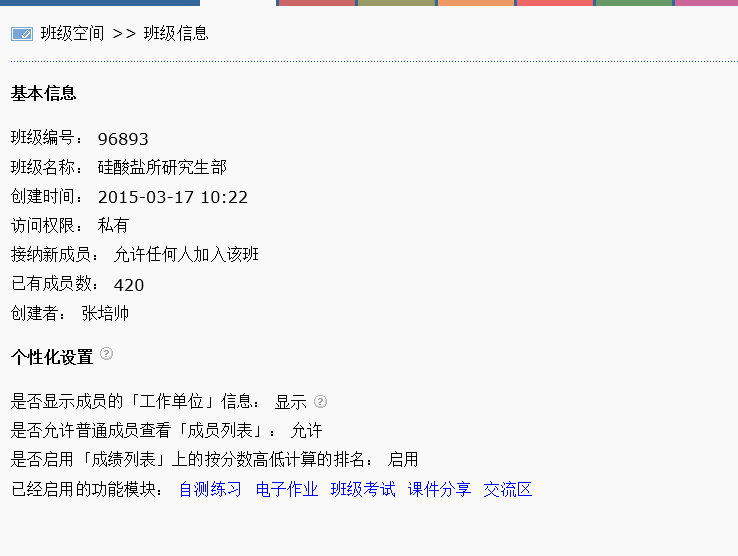 班级空间 >> 班级信息
基本信息
班级编号： 96893
班级名称： 硅酸盐所研究生部
创建时间： 2015-03-17 10:22
访问权限： 私有
接纳新成员： 允许任何人加入该班
已有成员数： 420
创建者： 张培帅
个性化设置 ?
是否显示成员的「工作单位」信息： 显示 ?
是否允许普通成员查看「成员列表」： 允许
是否启用「成绩列表」上的按分数高低计算的排名： 启用
已经启用的功能模块： 自测练习 电子作业 班级考试 课件分享 交流区